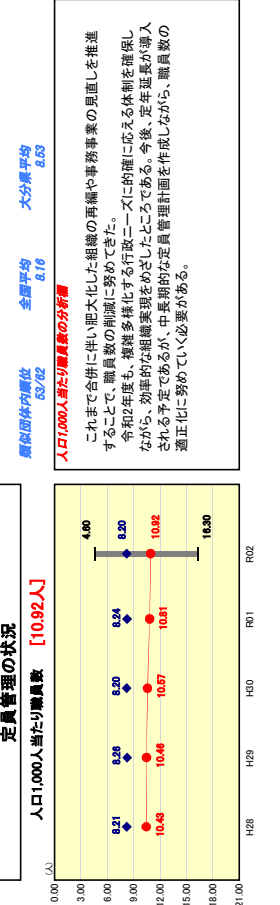 定員管理の状況
人口1,000人当たり職員数 [10.92人]
0.00
3.00
6.00
9.00
12.00
15.00
18.00
21.00
8.21 8.26 8.20 8.24 8.20
10.43 10.46 10.57 10.81 10.92
4.60
16.30
H28 H29 H30 R01 R02
類似団体内順位 全国平均 大分県平均
53/62 8.16 8.53
人口1,000人当たり職員数の分析欄
これまで合併に伴い肥大化した組織の再編や事務事業の見直しを推進
することで、職員数の削減に努めてきた。
令和2年度も、複雑多様化する行政ニーズに的確に応える体制を確保し
ながら、効率的な組織実現をめざしたところである。今後、定年延長が導入
される予定であるが、中長期的な定員管理計画を作成しながら、職員数の
適正化に努めていく必要がある。